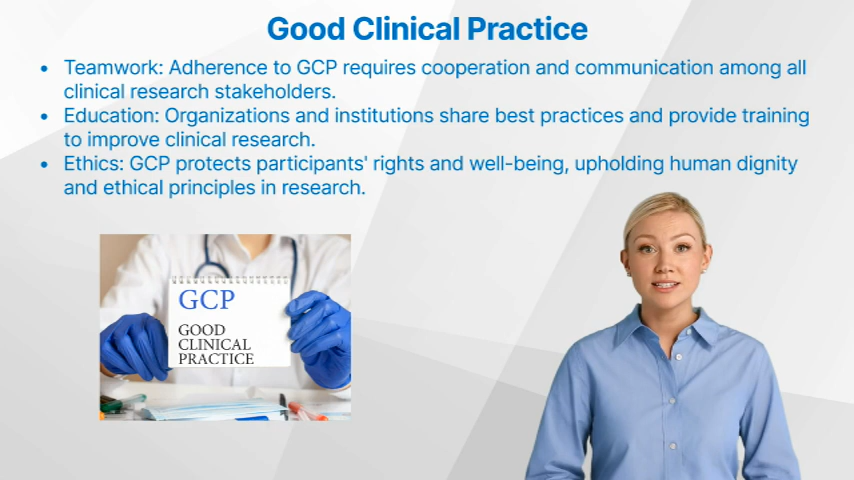 Good Clinical Practice
• Teamwork: Adherence to GCP requires cooperation and communication among all
clinical research stakeholders.
• Education: Organizations and institutions share best practices and provide training
to improve clinical research.
• Ethics: GCP protects participants' rights and well-being, upholding human dignity
and ethical principles in research.
GCP
GOOD
CLINICAL
PRACTICE